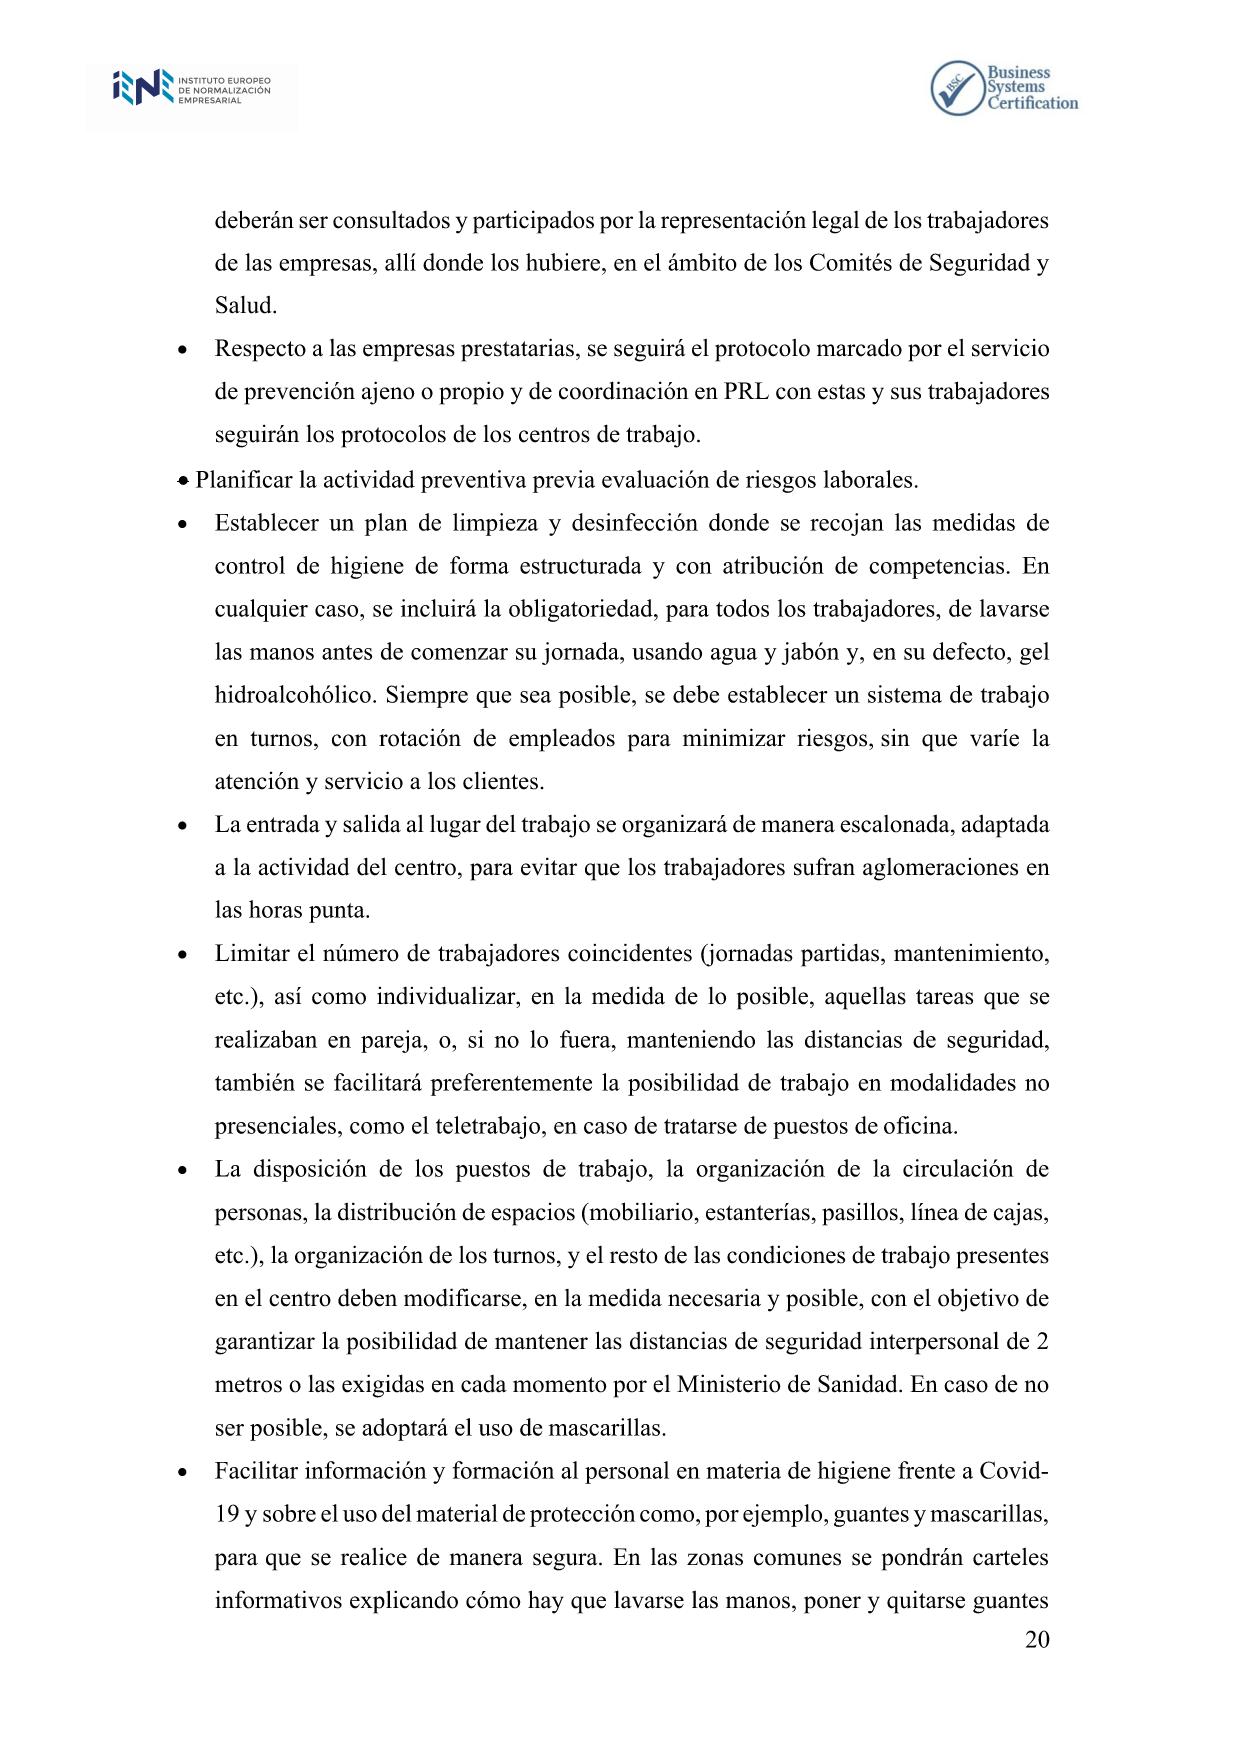 iENE INSTITUTO EUROPEO
DE NORMALIZACIÓN
EMPRESARIAL
BSC Business
Systems
Certification
deberán ser consultados y participados por la representación legal de los trabajadores
de las empresas, allí donde los hubiere, en el ámbito de los Comités de Seguridad y
Salud.
• Respecto a las empresas prestatarias, se seguirá el protocolo marcado por el servicio
de prevención ajeno o propio y de coordinación en PRL con estas y sus trabajadores
seguirán los protocolos de los centros de trabajo.
• Planificar la actividad preventiva previa evaluación de riesgos laborales.
• Establecer un plan de limpieza y desinfección donde se recojan las medidas de
control de higiene de forma estructurada y con atribución de competencias. En
cualquier caso, se incluirá la obligatoriedad, para todos los trabajadores, de lavarse
las manos antes de comenzar su jornada, usando agua y jabón y, en su defecto, gel
hidroalcohólico. Siempre que sea posible, se debe establecer un sistema de trabajo
en turnos, con rotación de empleados para minimizar riesgos, sin que varíe la
atención y servicio a los clientes.
• La entrada y salida al lugar del trabajo se organizará de manera escalonada, adaptada
a la actividad del centro, para evitar que los trabajadores sufran aglomeraciones en
las horas punta.
• Limitar el número de trabajadores coincidentes (jornadas partidas, mantenimiento,
etc.), así como individualizar, en la medida de lo posible, aquellas tareas que se
realizaban en pareja, o, si no lo fuera, manteniendo las distancias de seguridad,
también se facilitará preferentemente la posibilidad de trabajo en modalidades no
presenciales, como el teletrabajo, en caso de tratarse de puestos de oficina.
• La disposición de los puestos de trabajo, la organización de la circulación de
personas, la distribución de espacios (mobiliario, estanterías, pasillos, línea de cajas,
etc.), la organización de los turnos, y el resto de las condiciones de trabajo presentes
en el centro deben modificarse, en la medida necesaria y posible, con el objetivo de
garantizar la posibilidad de mantener las distancias de seguridad interpersonal de 2
metros o las exigidas en cada momento por el Ministerio de Sanidad. En caso de no
ser posible, se adoptará el uso de mascarillas.
• Facilitar información y formación al personal en materia de higiene frente a Covid-
19 y sobre el uso del material de protección como, por ejemplo, guantes y mascarillas,
para que se realice de manera segura. En las zonas comunes se pondrán carteles
informativos explicando cómo hay que lavarse las manos, poner y quitarse guantes
20